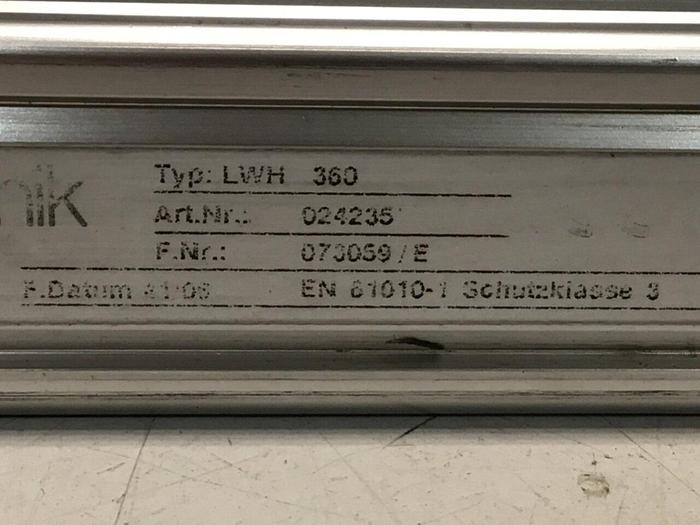 nik
Typ: LWH 360
Art.Nr.: 024235
F.Nr.: 073059/E
F.Datum 41/06 EN 61010-1 Schutzklasse 3